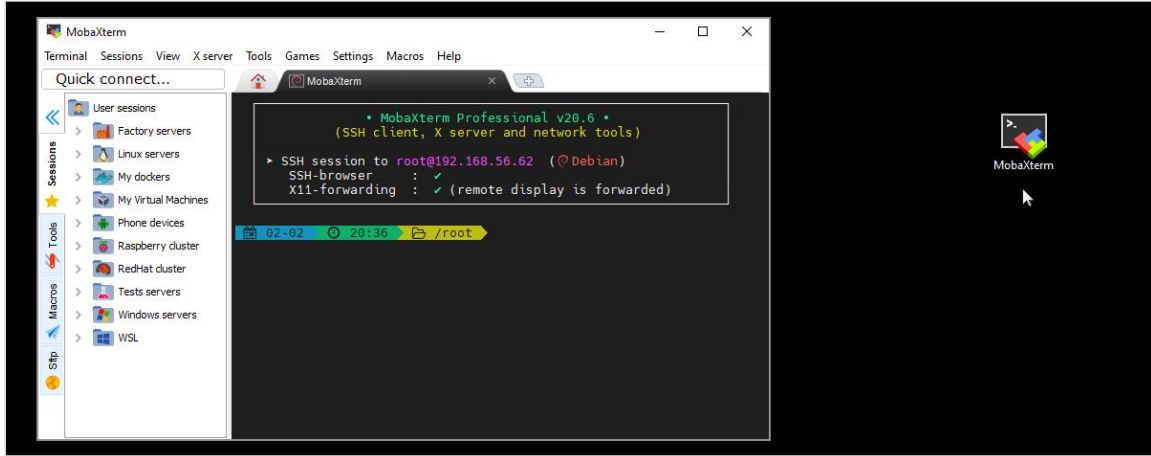 MobaXterm
Terminal Sessions View X server Tools Games Settings Macros Help
Quick connect...
MobaXterm
Sessions
Tools
Macros
Sftp
User sessions
Factory servers
Linux servers
My dockers
My Virtual Machines
Phone devices
Raspberry cluster
RedHat cluster
Tests servers
Windows servers
WSL
• MobaXterm Professional v20.6 •
(SSH client, X server and network tools)
➤ SSH session to root@192.168.56.62 (Debian)
SSH-browser : ✔
X11-forwarding : ✔ (remote display is forwarded)
02-02 20:36 /root
>_
MobaXterm